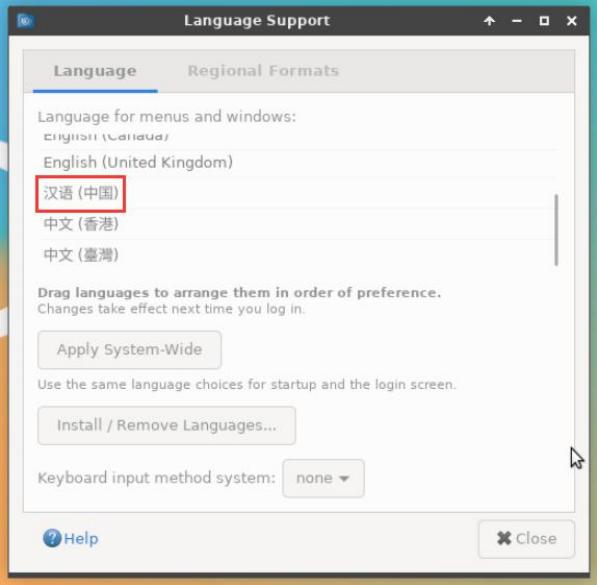 Language Support
Language Regional Formats
Language for menus and windows:
English (Canada)
English (United Kingdom)
汉语 (中国)
中文 (香港)
中文 (臺灣)
Drag languages to arrange them in order of preference.
Changes take effect next time you log in.
Apply System-Wide
Use the same language choices for startup and the login screen.
Install / Remove Languages...
Keyboard input method system: none
Help Close